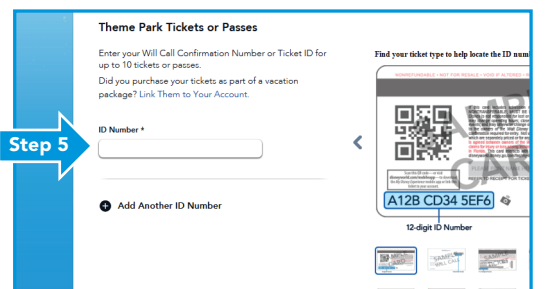 Theme Park Tickets or Passes
Enter your Will Call Confirmation Number or Ticket ID for
up to 10 tickets or passes.
Did you purchase your tickets as part of a vacation
package? Link Them to Your Account.
ID Number *
Step 5
Add Another ID Number
Find your ticket type to help locate the ID num
NONREFUNDABLE - NOT FOR RESALE - VOID IF ALTERED
A12B CD34 5EF6
12-digit ID Number